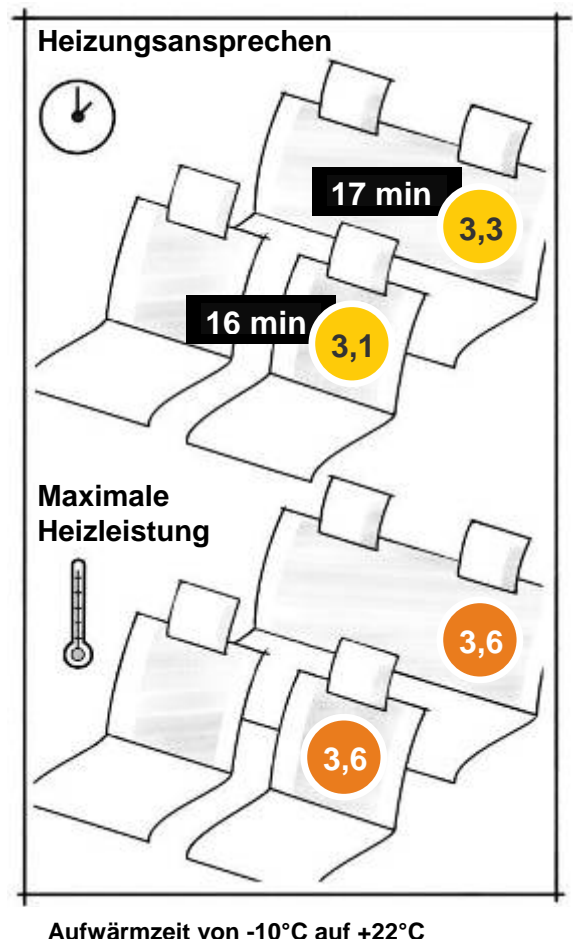 Heizungsansprechen
17 min
3,3
16 min
3,1
Maximale
Heizleistung
3,6
3,6
Aufwärmzeit von -10°C auf +22°C